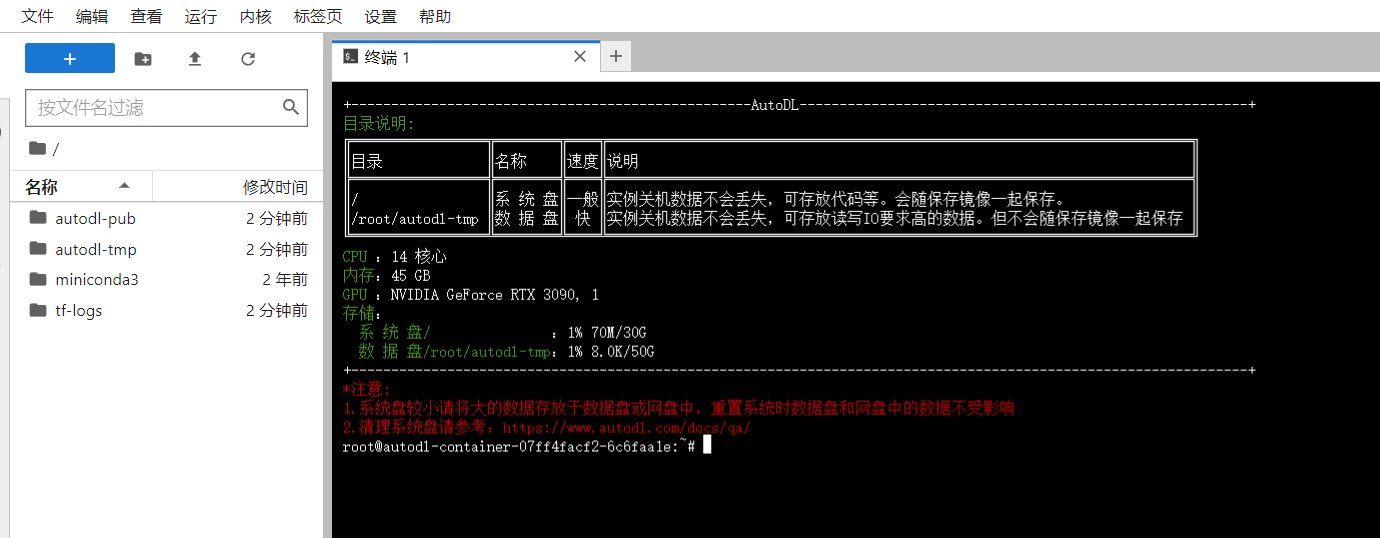 文件 编辑 查看 运行 内核 标签页 设置 帮助
+
按文件名过滤
/
名称 修改时间
autodl-pub 2 分钟前
autodl-tmp 2 分钟前
miniconda3 2 年前
tf-logs 2 分钟前
终端 1
+--------------------------------------------------AutoDL--------------------------------------------------------+
目录说明:
目录 名称 速度 说明
/ 系 统 盘 一般 实例关机数据不会丢失，可存放代码等。会随保存镜像一起保存。
/root/autodl-tmp 数 据 盘 快 实例关机数据不会丢失，可存放读写IO要求高的数据。但不会随保存镜像一起保存
CPU ：14 核心
内存：45 GB
GPU ：NVIDIA GeForce RTX 3090, 1
存储：
系 统 盘/ ：1% 70M/30G
数 据 盘/root/autodl-tmp：1% 8.0K/50G
+----------------------------------------------------------------------------------------------------------------+
*注意:
1.系统盘较小请将大的数据存放于数据盘或网盘中，重置系统时数据盘和网盘中的数据不受影响
2.清理系统盘请参考：https://www.autodl.com/docs/qa/
root@autodl-container-07ff4facf2-6c6faa1e:~#